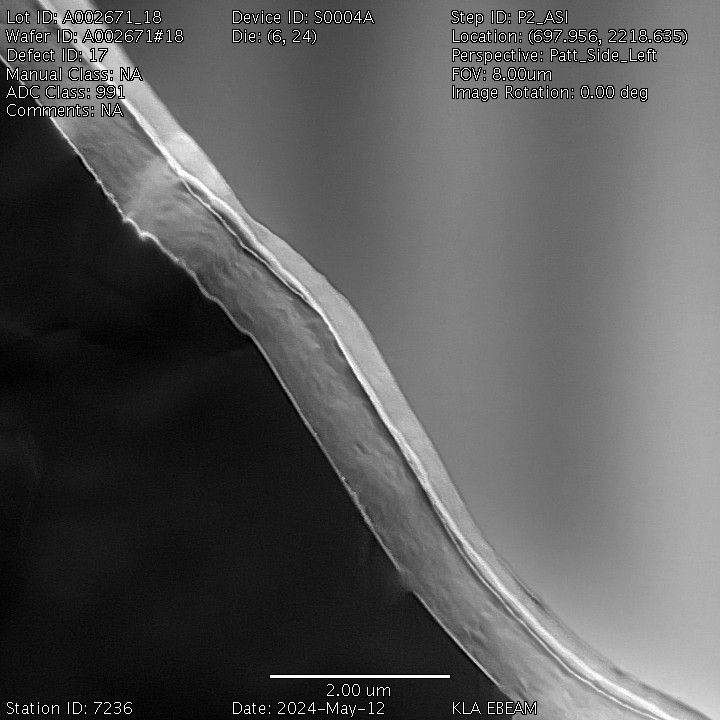 Lot ID: A002671_18 Device ID: S0004A Step ID: P2_ASI
Wafer ID: A002671#18 Die: (6, 24) Location: (697.956, 2218.635)
Defect ID: 17 Perspective: Patt_Side_Left
Manual Class: NA FOV: 8.00um
ADC Class: 991 Image Rotation: 0.00 deg
Comments: NA
2.00 um
Station ID: 7236 Date: 2024-May-12 KLA EBEAM